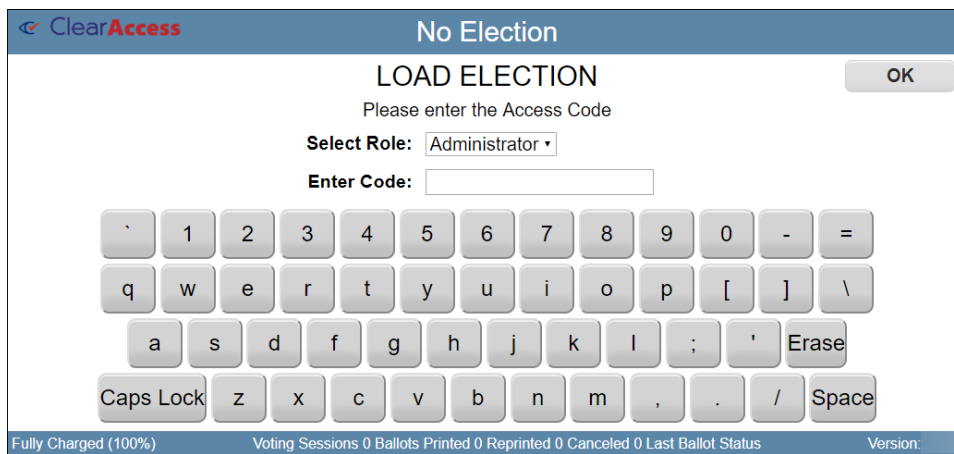 ClearAccess No Election
LOAD ELECTION OK
Please enter the Access Code
Select Role: Administrator
Enter Code:
` 1 2 3 4 5 6 7 8 9 0 - =
q w e r t y u i o p [ ] \
a s d f g h j k l ; ' Erase
Caps Lock z x c v b n m , . / Space
Fully Charged (100%) Voting Sessions 0 Ballots Printed 0 Reprinted 0 Canceled 0 Last Ballot Status Version: